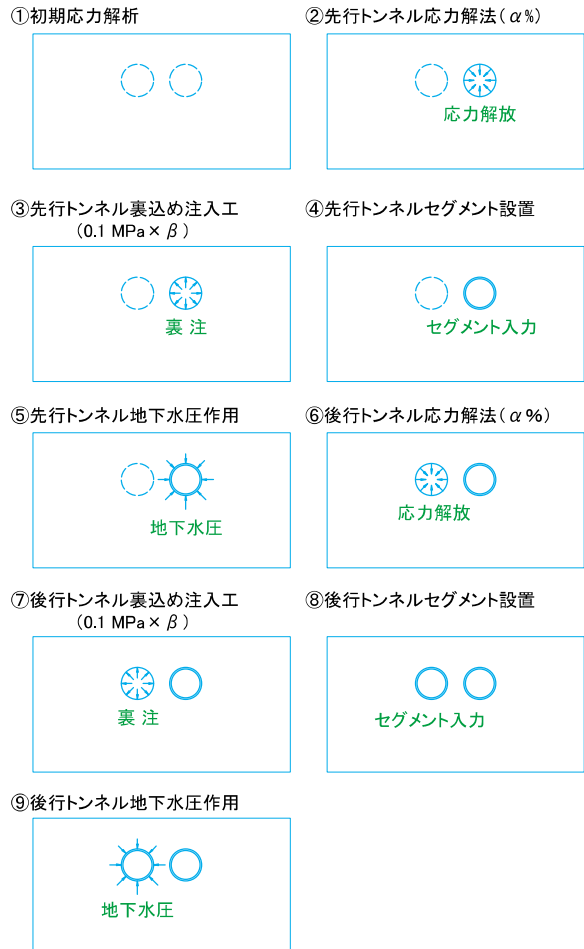 ①初期応力解析
②先行トンネル応力解法(α%)
応力解放
③先行トンネル裏込め注入工
(0.1 MPa×β)
裏 注
④先行トンネルセグメント設置
セグメント入力
⑤先行トンネル地下水圧作用
地下水圧
⑥後行トンネル応力解法(α%)
応力解放
⑦後行トンネル裏込め注入工
(0.1 MPa×β)
裏 注
⑧後行トンネルセグメント設置
セグメント入力
⑨後行トンネル地下水圧作用
地下水圧